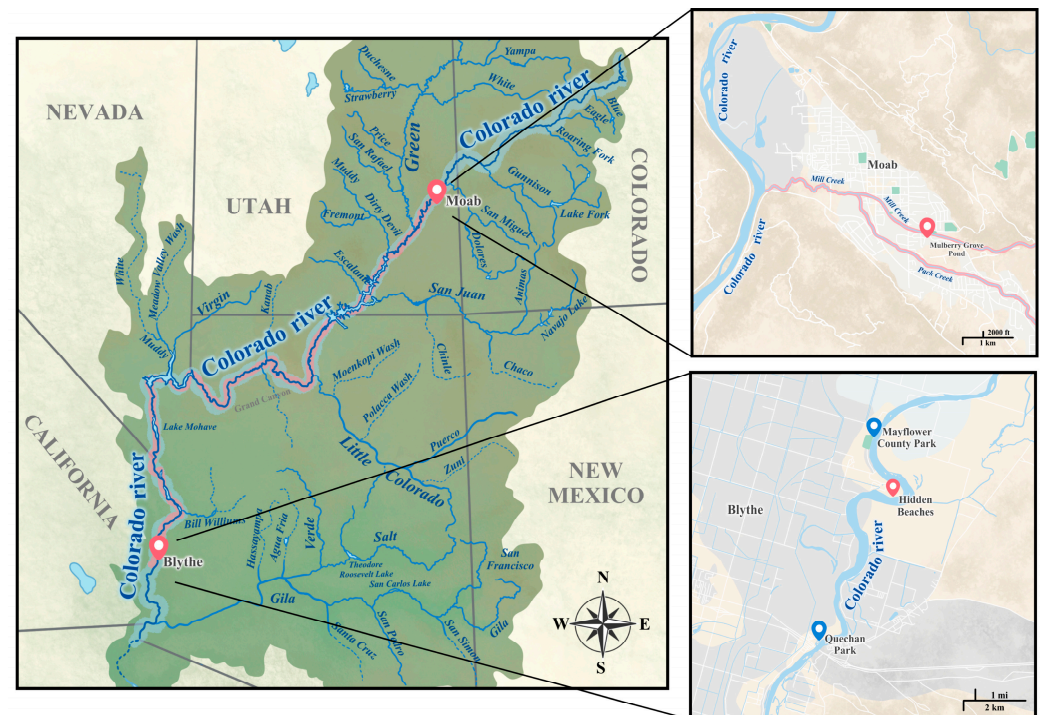 NEVADA
UTAH
COLORADO
CALIFORNIA
NEW
MEXICO
Duchesne
Strawberry
Yampa
White
Green
Colorado river
Blue
Eagle
Roaring Fork
Price
San Rafael
Muddy
Fremont
Dirty Devil
Moab
Gunnison
Lake Fork
San Miguel
Dolores
Animas
Escalante
San Juan
Navajo Lake
White
Meadow Valley Wash
Virgin
Kanab
Muddy
Colorado river
Grand Canyon
Moenkopi Wash
Polacca Wash
Chinle
Chaco
Lake Mohave
Little
Colorado
Puerco
Zuni
Colorado river
Bill Williams
Blythe
Hassayampa
Agua Fria
Verde
Salt
Theodore
Roosevelt Lake
San Carlos Lake
San
Francisco
Gila
Gila
Santo Cruz
San Pedro
San Simon
N
W
E
S
Colorado river
Colorado river
Moab
Mill Creek
Mill Creek
Mulberry Grove
Pond
Pack Creek
2000 ft
1 km
Mayflower
County Park
Hidden
Beaches
Blythe
Colorado river
Quechan
Park
1 mi
2 km